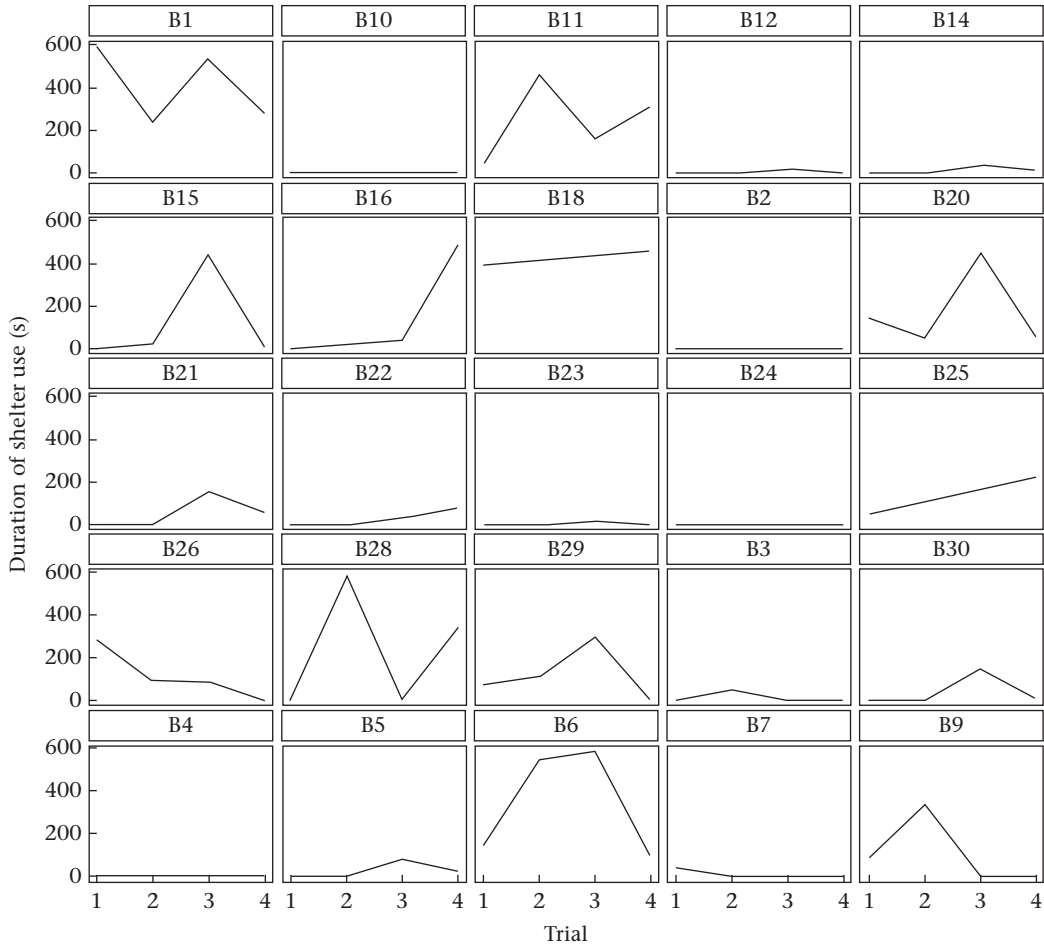 B1 B10 B11 B12 B14
600
400
200
0
B15 B16 B18 B2 B20
600
400
200
0
B21 B22 B23 B24 B25
600
400
200
0
B26 B28 B29 B3 B30
600
400
200
0
B4 B5 B6 B7 B9
600
400
200
0
1 2 3 4 1 2 3 4 1 2 3 4 1 2 3 4 1 2 3 4
Trial
Duration of shelter use (s)